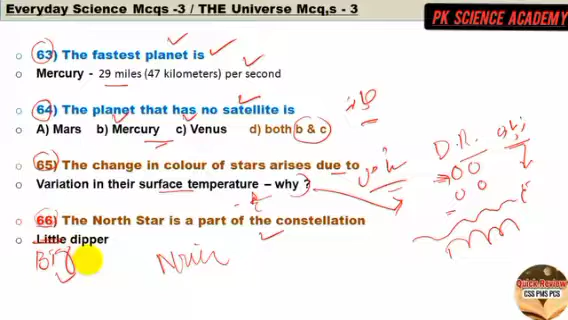 Everyday Science Mcqs -3 / THE Universe Mcq,s - 3
PK SCIENCE ACADEMY
63) The fastest planet is
Mercury - 29 miles (47 kilometers) per second
64) The planet that has no satellite is
A) Mars b) Mercury c) Venus d) both b & c
65) The change in colour of stars arises due to
Variation in their surface temperature – why ?
66) The North Star is a part of the constellation
Little dipper
Big
D.R.
Quick Review
CSS PMS PCS